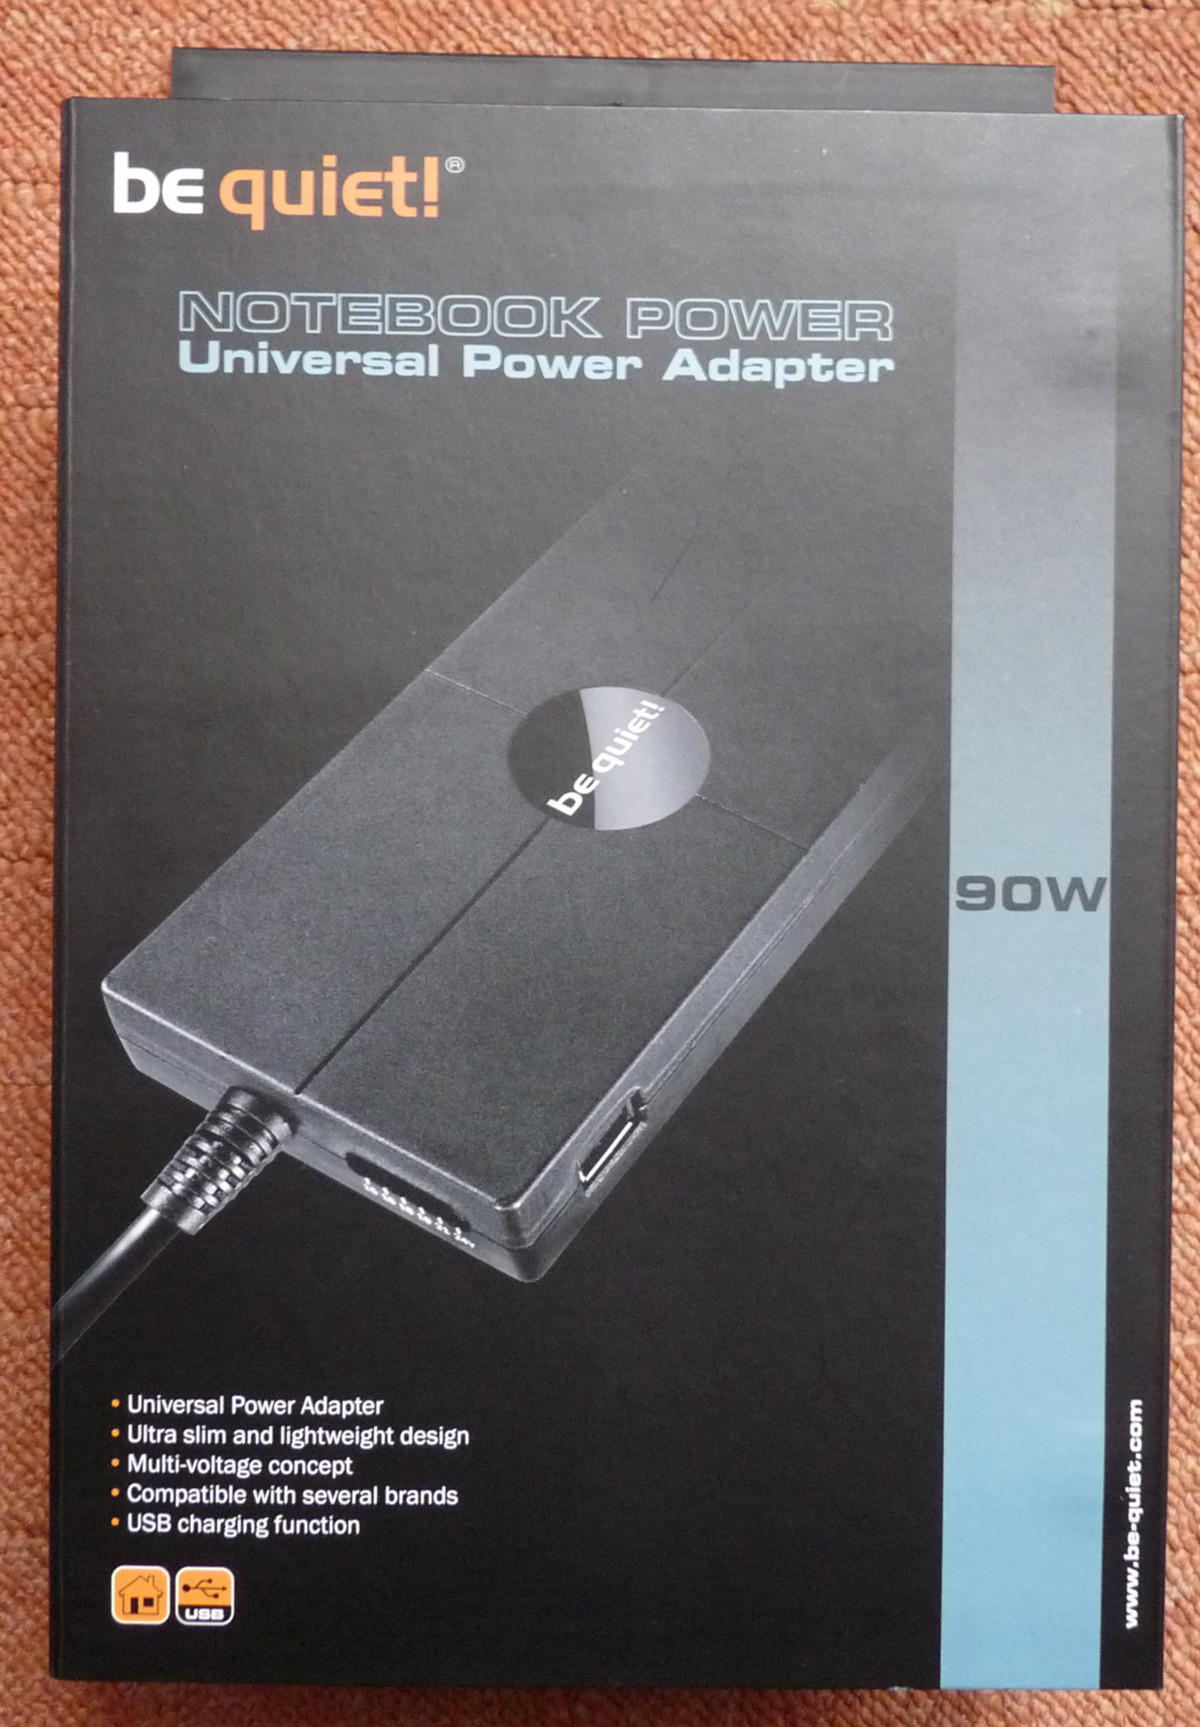 be quiet!®
NOTEBOOK POWER
Universal Power Adapter
be quiet!
90W
• Universal Power Adapter
• Ultra slim and lightweight design
• Multi-voltage concept
• Compatible with several brands
• USB charging function
USB
www.be-quiet.com